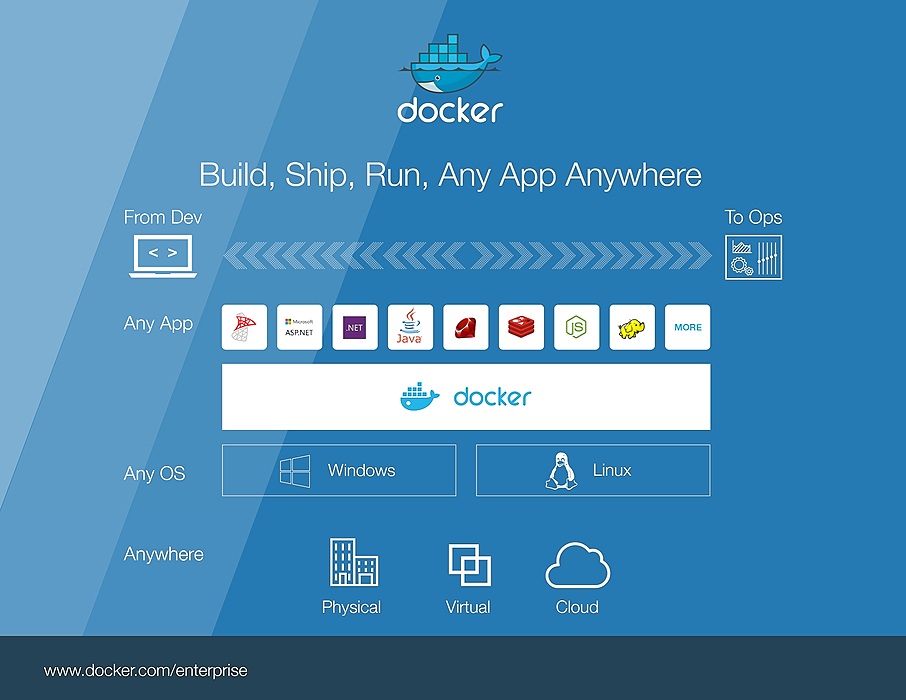 docker
Build, Ship, Run, Any App Anywhere
From Dev
To Ops
< >
Any App
Microsoft
ASP.NET
.NET
Java
JS
MORE
docker
Any OS
Windows
Linux
Anywhere
Physical
Virtual
Cloud
www.docker.com/enterprise